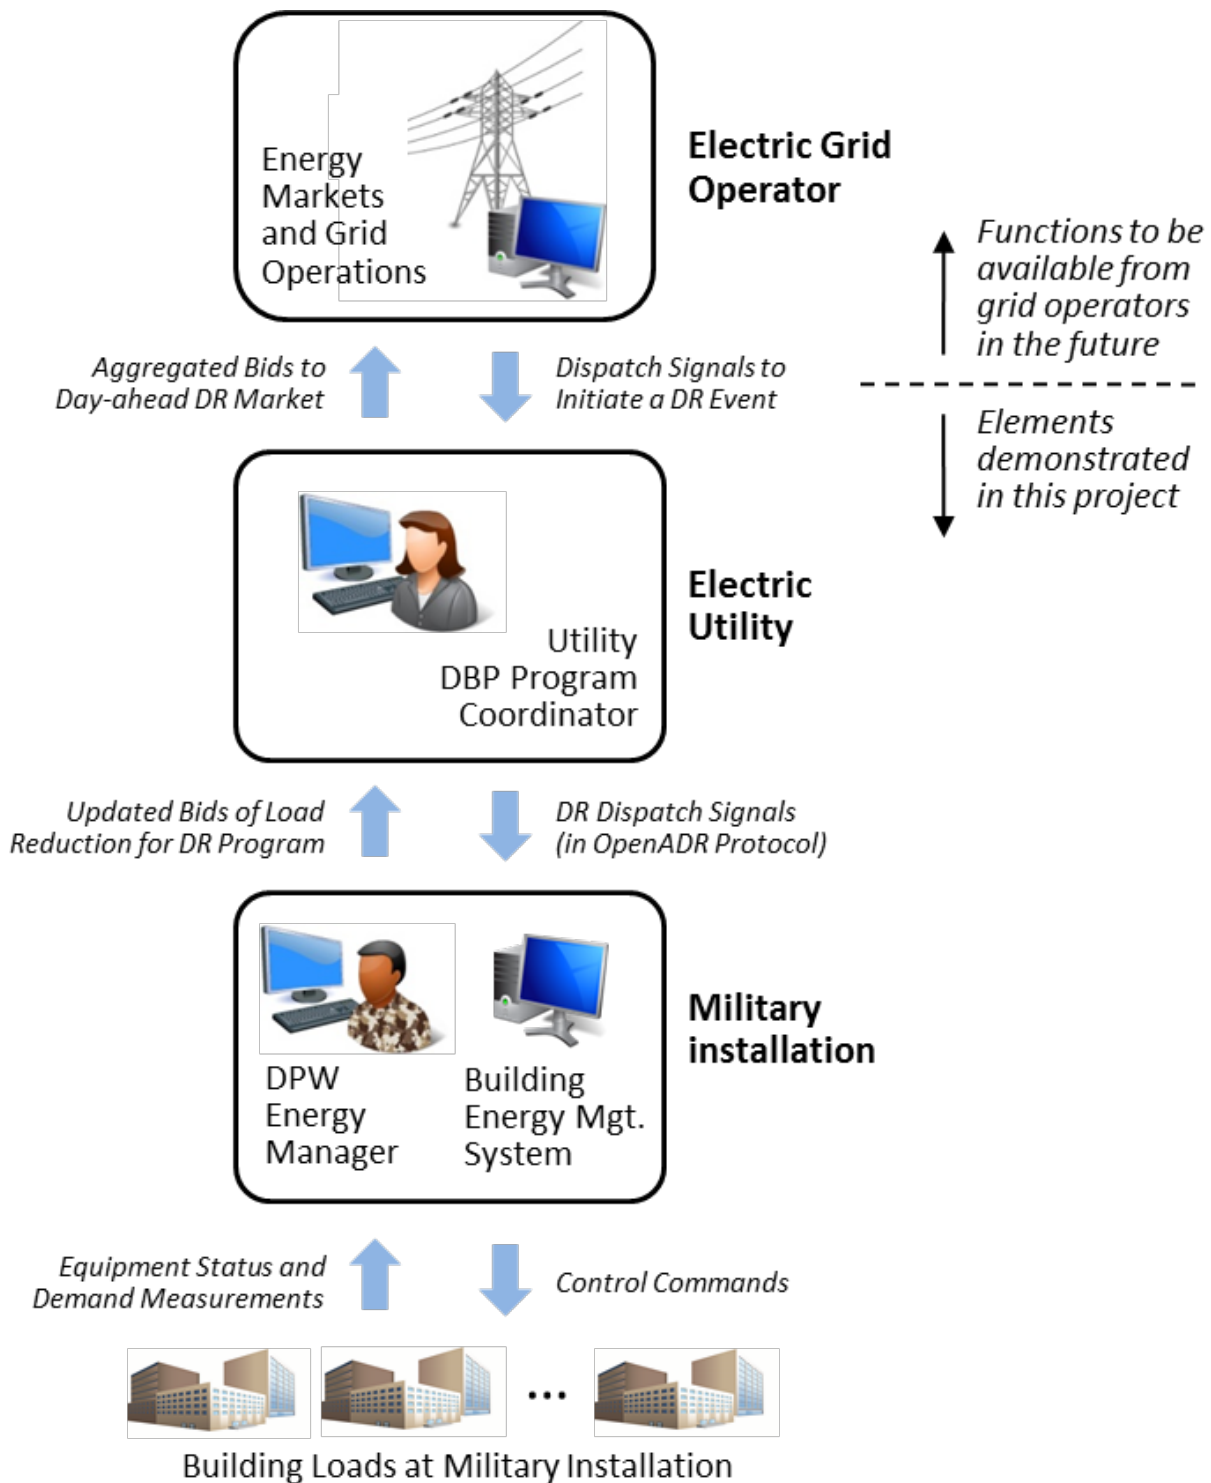 Energy
Markets
and Grid
Operations
Electric Grid
Operator
Functions to be
available from
grid operators
in the future
Aggregated Bids to
Day-ahead DR Market
Dispatch Signals to
Initiate a DR Event
Elements
demonstrated
in this project
Utility
DBP Program
Coordinator
Electric
Utility
Updated Bids of Load
Reduction for DR Program
DR Dispatch Signals
(in OpenADR Protocol)
DPW
Energy
Manager
Building
Energy Mgt.
System
Military
installation
Equipment Status and
Demand Measurements
Control Commands
...
Building Loads at Military Installation